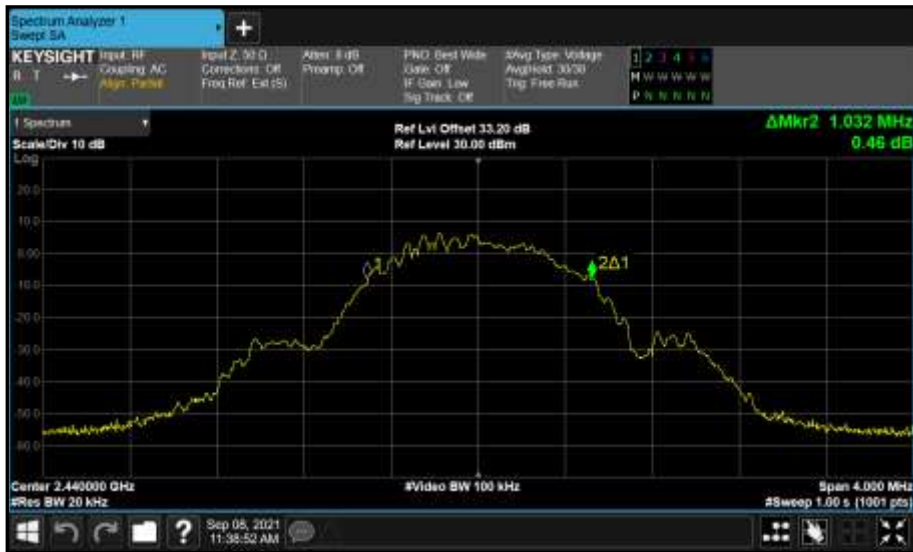 Spectrum Analyzer 1
Swept SA
+
KEYSIGHT
R T
Input: RF
Coupling: AC
Align: Partial
Input Z: 50 Ω
Corrections: Off
Freq Ref: Ext (S)
Atten: 8 dB
Preamp: Off
PNO: Best Wide
Gate: Off
IF Gain: Low
Sig Track: Off
#Avg Type: Voltage
Avg|Hold: 30/30
Trig: Free Run
1 2 3 4 5 6
M W W W W W
P N N N N N
1 Spectrum
Scale/Div 10 dB
Log
Ref Lvl Offset 33.20 dB
Ref Level 30.00 dBm
ΔMkr2 1.032 MHz
0.46 dB
20.0
10.0
0.00
-10.0
-20.0
-40.0
-50.0
-60.0
1
2Δ1
Center 2.440000 GHz
#Res BW 20 kHz
#Video BW 100 kHz
Span 4.000 MHz
#Sweep 1.00 s (1001 pts)
?
Sep 08, 2021
11:38:52 AM